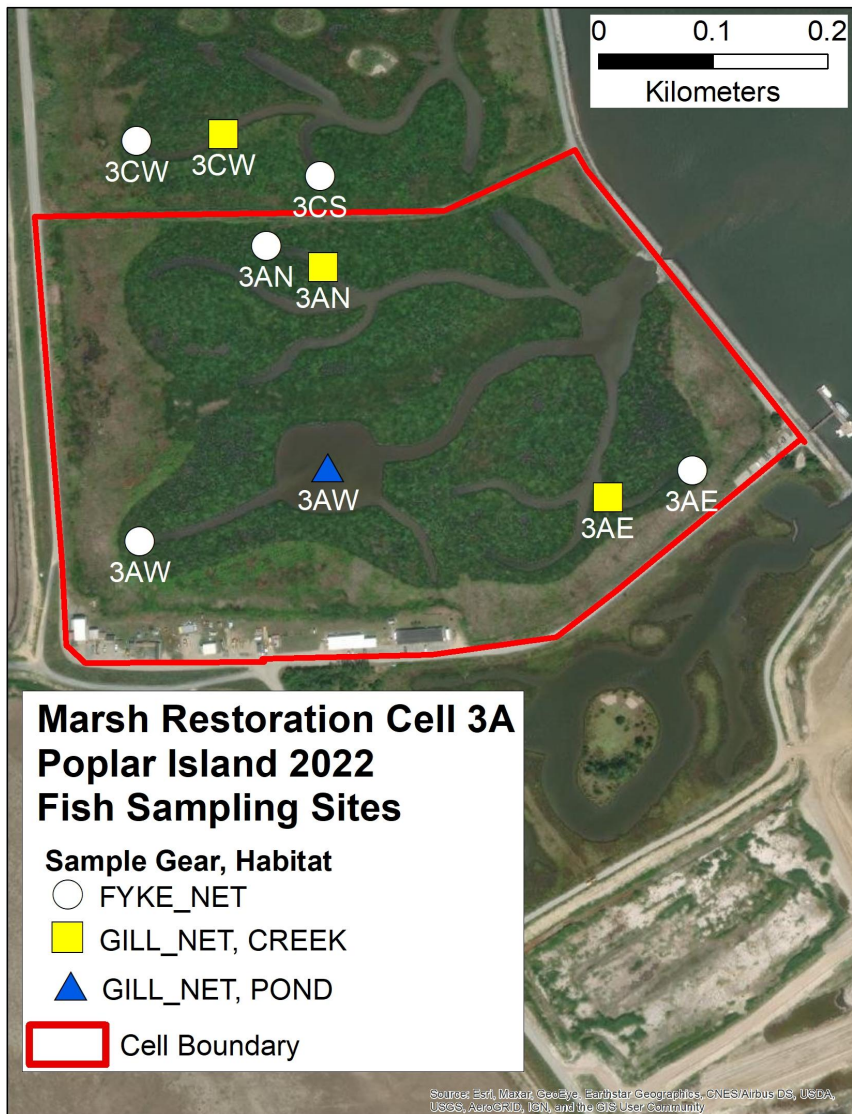 0 0.1 0.2
Kilometers
3CW
3CW
3CS
3AN
3AN
3AW
3AE
3AE
3AW
Marsh Restoration Cell 3A
Poplar Island 2022
Fish Sampling Sites
Sample Gear, Habitat
FYKE_NET
GILL_NET, CREEK
GILL_NET, POND
Cell Boundary
Source: Esri, Maxar, GeoEye, Earthstar Geographics, CNES/Airbus DS, USDA,
USGS, AeroGRID, IGN, and the GIS User Community